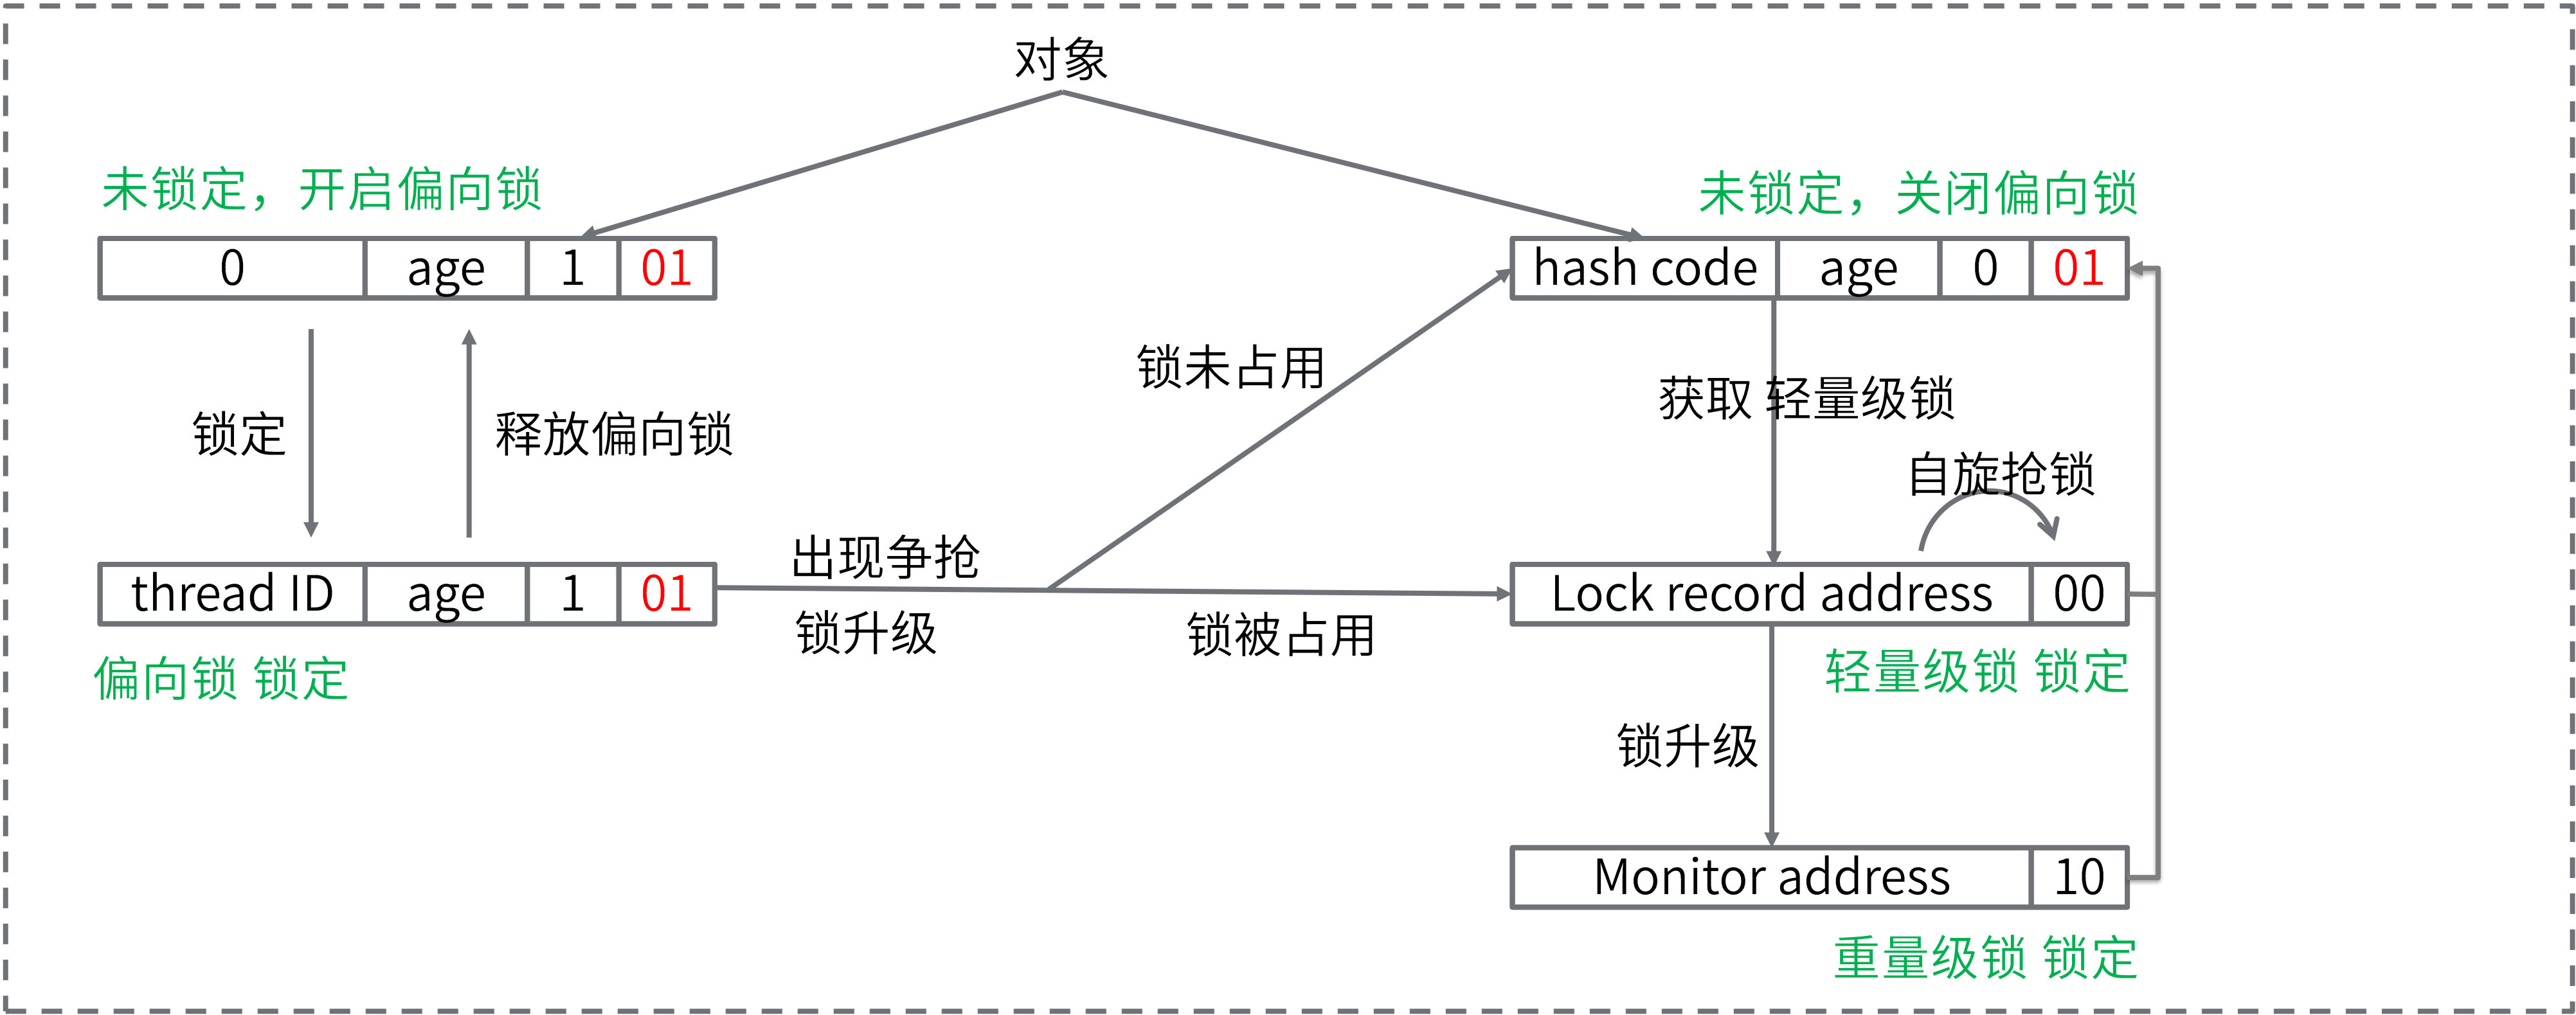 对象
未锁定，开启偏向锁
未锁定，关闭偏向锁
0 age 1 01
hash code age 0 01
锁未占用
获取 轻量级锁
锁定
释放偏向锁
自旋抢锁
出现争抢
thread ID age 1 01
Lock record address 00
锁升级
锁被占用
偏向锁 锁定
轻量级锁 锁定
锁升级
Monitor address 10
重量级锁 锁定